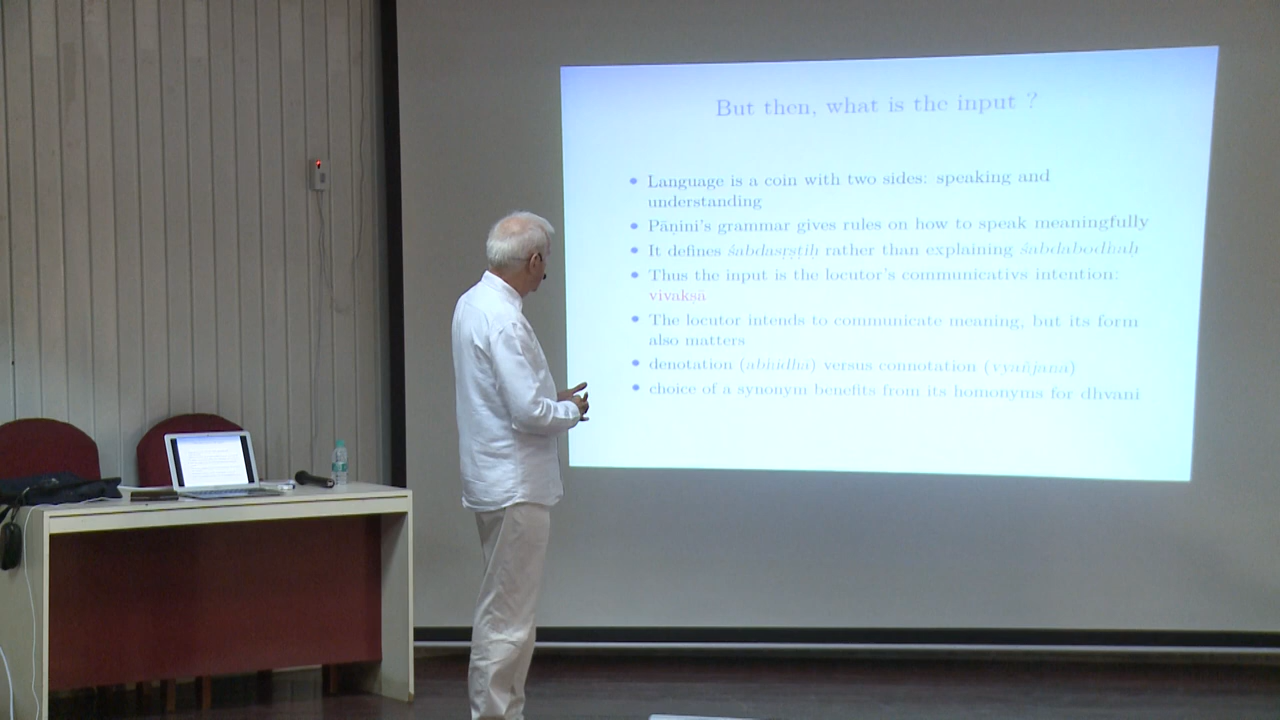 But then, what is the input ?
• Language is a coin with two sides: speaking and
understanding
• Pāṇini's grammar gives rules on how to speak meaningfully
• It defines śabdasṛṣṭiḥ rather than explaining śabdabodhaḥ
• Thus the input is the locutor's communicativs intention:
vivakṣā
• The locutor intends to communicate meaning, but its form
also matters
• denotation (abhidhā) versus connotation (vyañjanā)
• choice of a synonym benefits from its homonyms for dhvani